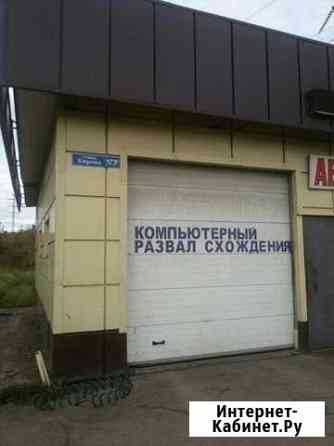 КОМПЬЮТЕРНЫЙ
РАЗВАЛ СХОЖДЕНИЯ
АВ
Интернет-
Кабинет.Ру